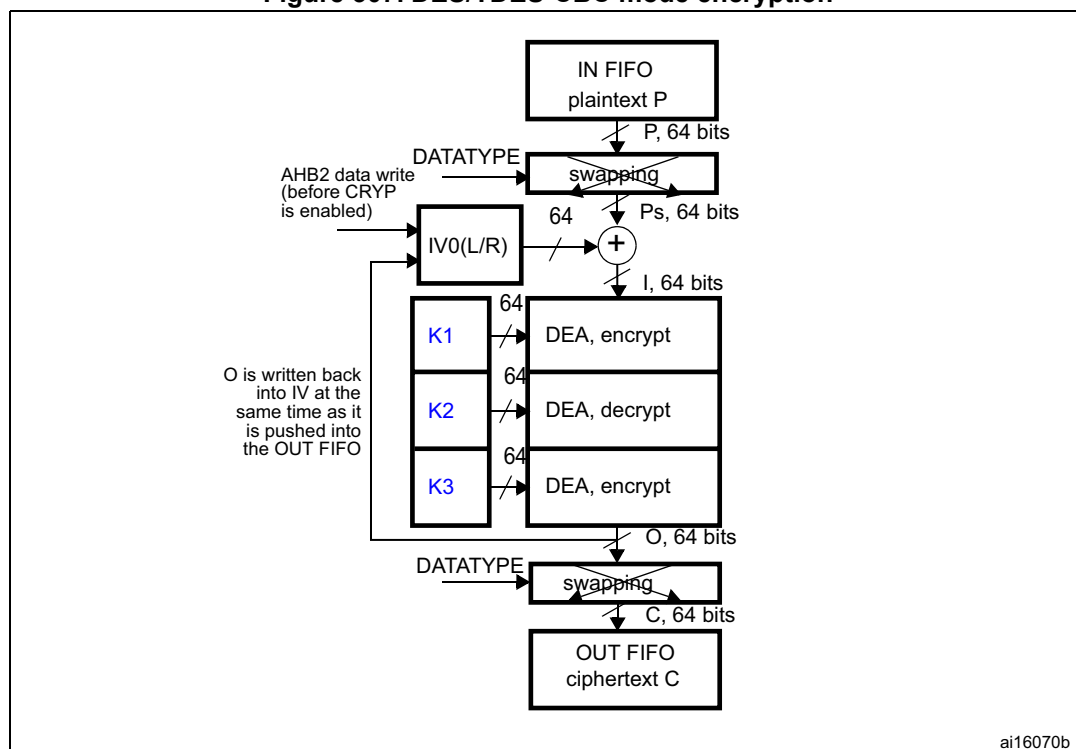 IN FIFO
plaintext P
P, 64 bits
DATATYPE
swapping
AHB2 data write
(before CRYP
is enabled)
Ps, 64 bits
64
IV0(L/R)
+
I, 64 bits
64
K1
DEA, encrypt
64
K2
DEA, decrypt
64
K3
DEA, encrypt
O is written back
into IV at the
same time as it
is pushed into
the OUT FIFO
O, 64 bits
DATATYPE
swapping
C, 64 bits
OUT FIFO
ciphertext C
ai16070b